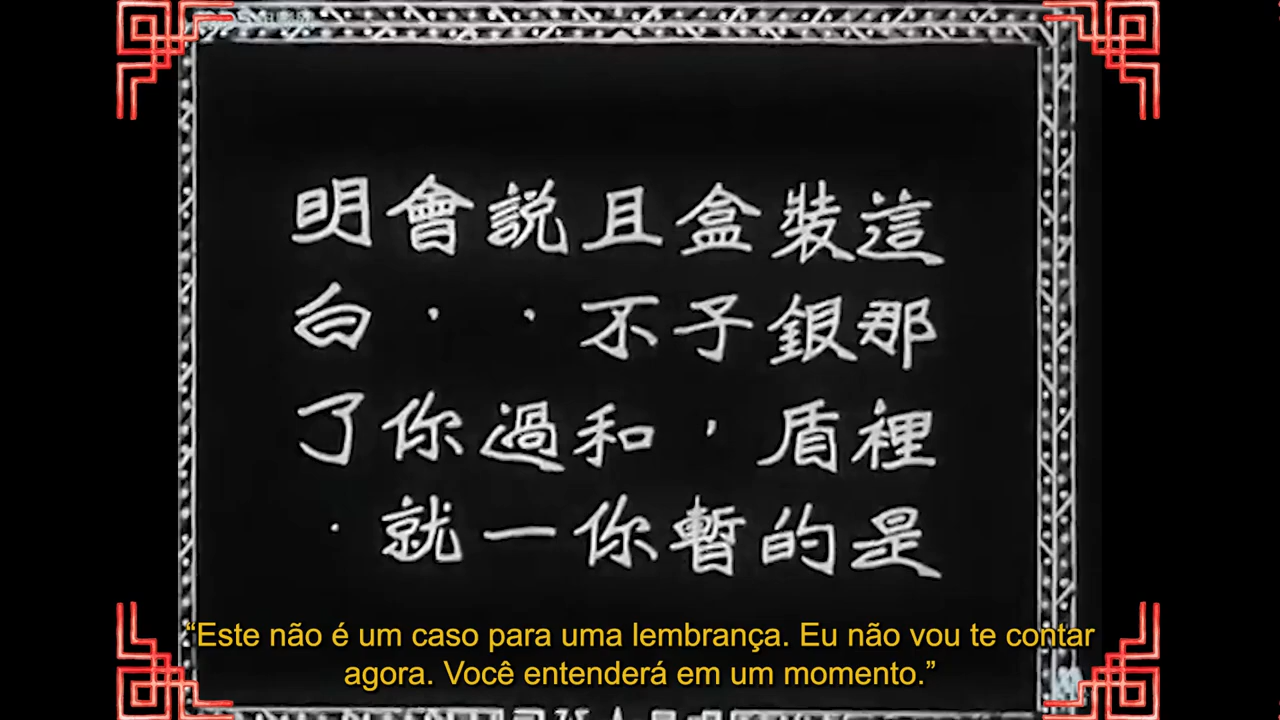 這那裡是
裝銀盾的
盒子，暫
且不和你
説，過一
會，你就
明白了．
“Este não é um caso para uma lembrança. Eu não vou te contar
agora. Você entenderá em um momento.”